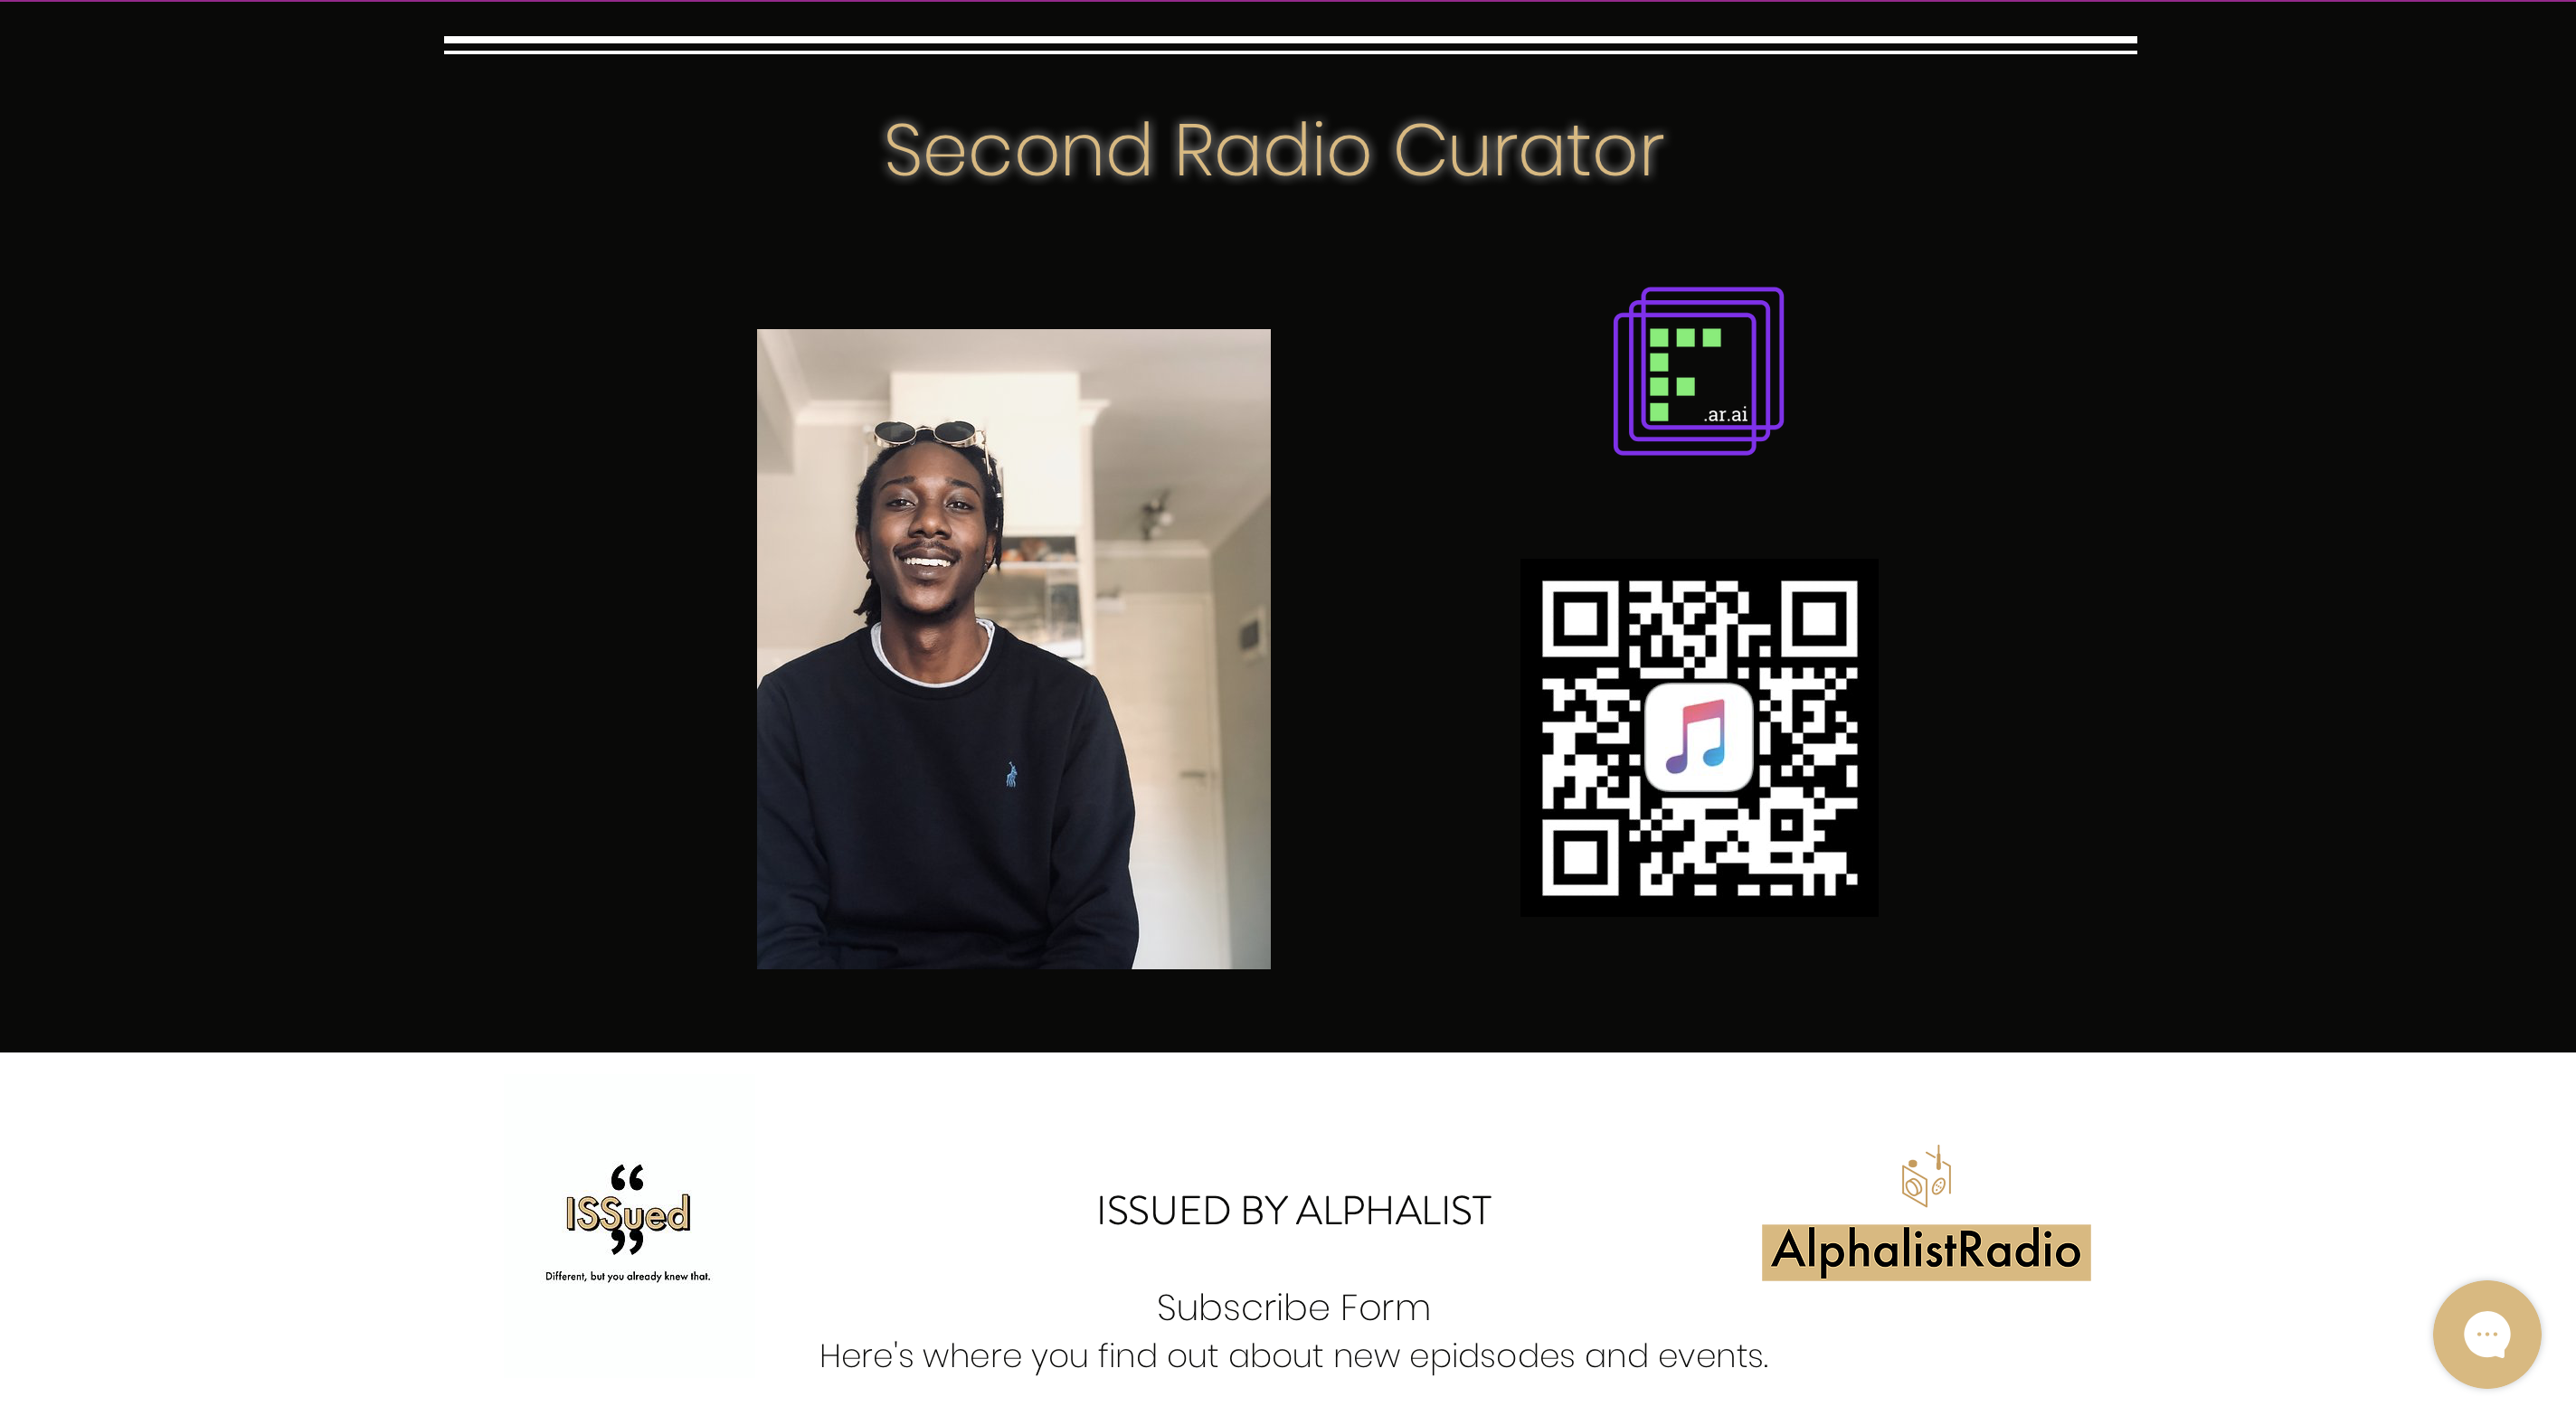 Second Radio Curator
.ar.ai
ISSued
Different, but you already knew that.
ISSUED BY ALPHALIST
AlphalistRadio
Subscribe Form
Here's where you find out about new epidsodes and events.